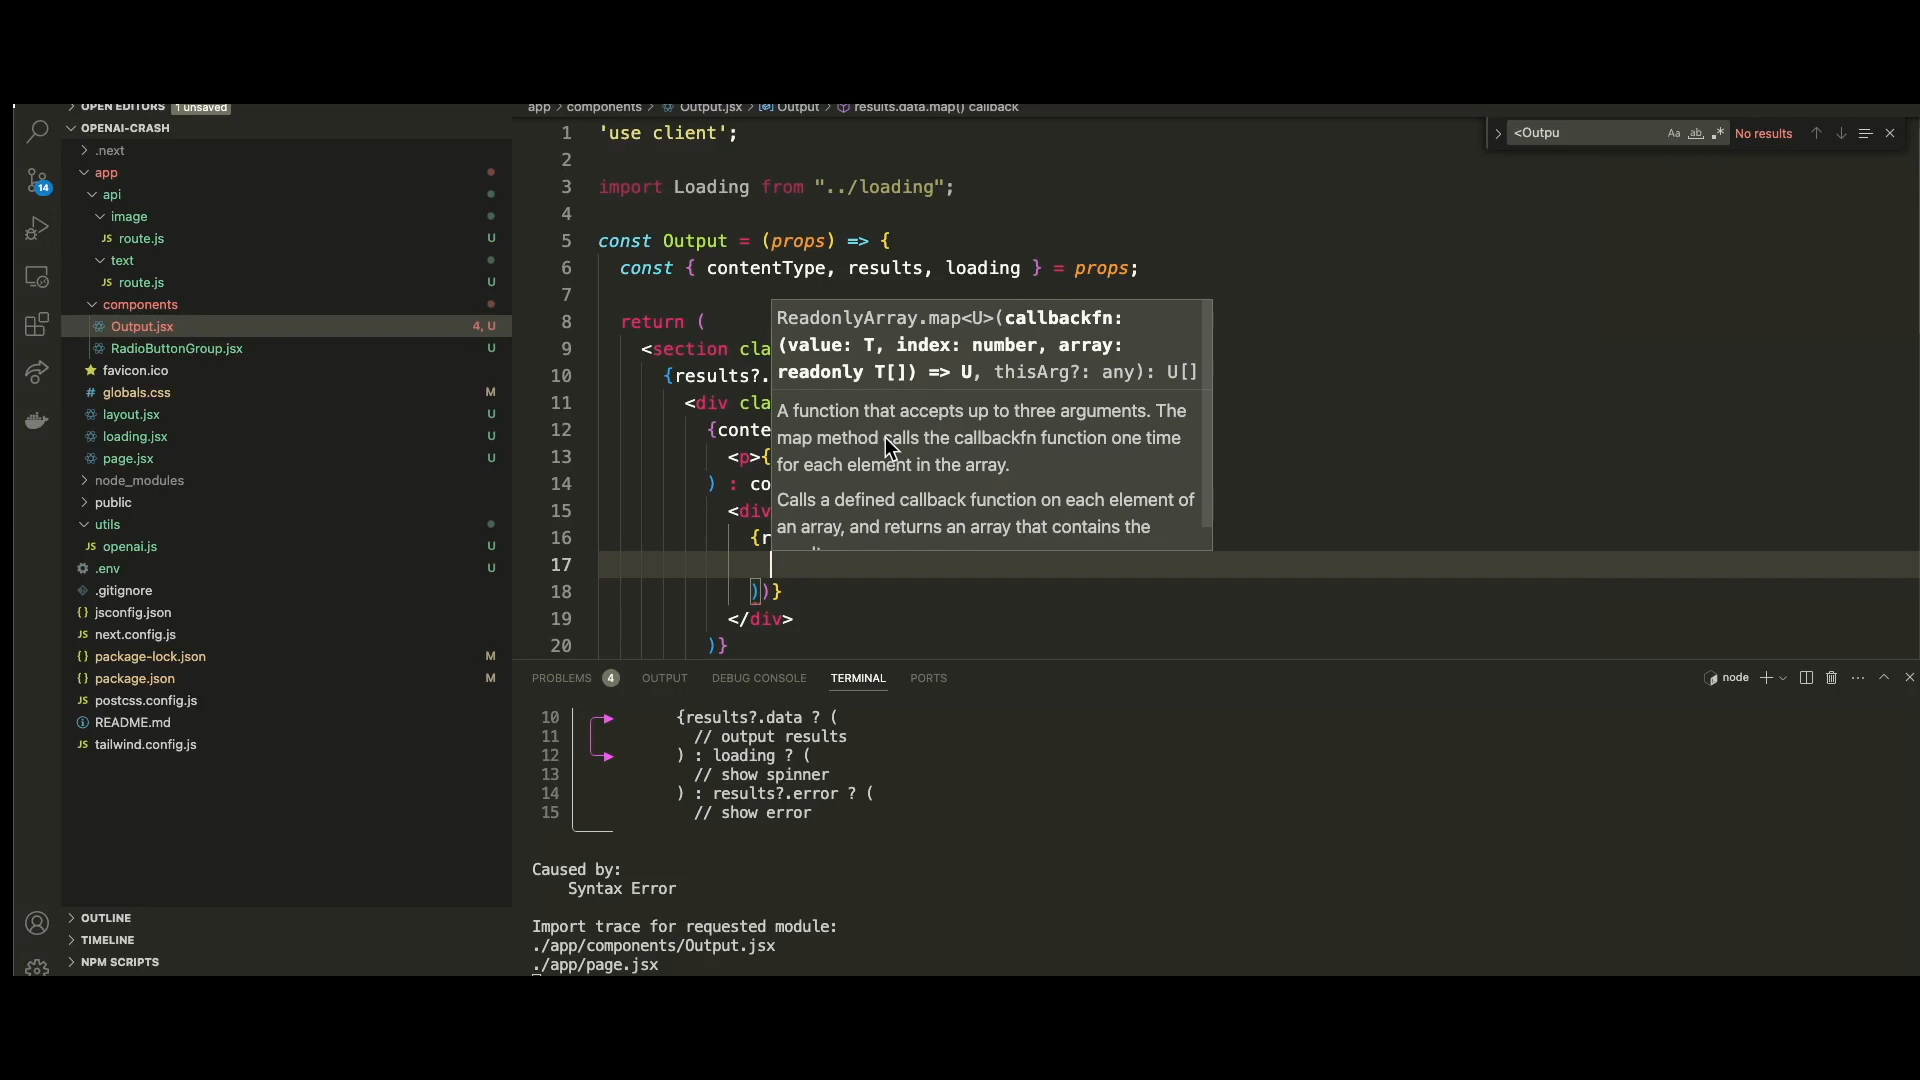 OPEN EDITORS 1 unsaved
OPENAI-CRASH
.next
app
api
image
JS route.js U
text
JS route.js U
components
Output.jsx 4, U
RadioButtonGroup.jsx U
favicon.ico
# globals.css M
layout.jsx U
loading.jsx U
page.jsx U
node_modules
public
utils
JS openai.js U
.env U
.gitignore
{} jsconfig.json
JS next.config.js
{} package-lock.json M
{} package.json M
JS postcss.config.js
README.md
JS tailwind.config.js
OUTLINE
TIMELINE
NPM SCRIPTS
14
app > components > Output.jsx > Output > results.data.map() callback
<Outpu Aa ab .* No results
1 'use client';
2
3 import Loading from "../loading";
4
5 const Output = (props) => {
6 const { contentType, results, loading } = props;
7
8 return (
9 <section cla
10 {results?.
11 <div cla
12 {conte
13 <p>{
14 ) : co
15 <div
16 {r
17
18 ))}
19 </div>
20 )}
ReadonlyArray.map<U>(callbackfn:
(value: T, index: number, array:
readonly T[]) => U, thisArg?: any): U[]
A function that accepts up to three arguments. The
map method calls the callbackfn function one time
for each element in the array.
Calls a defined callback function on each element of
an array, and returns an array that contains the
PROBLEMS 4 OUTPUT DEBUG CONSOLE TERMINAL PORTS
node
10 {results?.data ? (
11 // output results
12 ) : loading ? (
13 // show spinner
14 ) : results?.error ? (
15 // show error
Caused by:
Syntax Error
Import trace for requested module:
./app/components/Output.jsx
./app/page.jsx